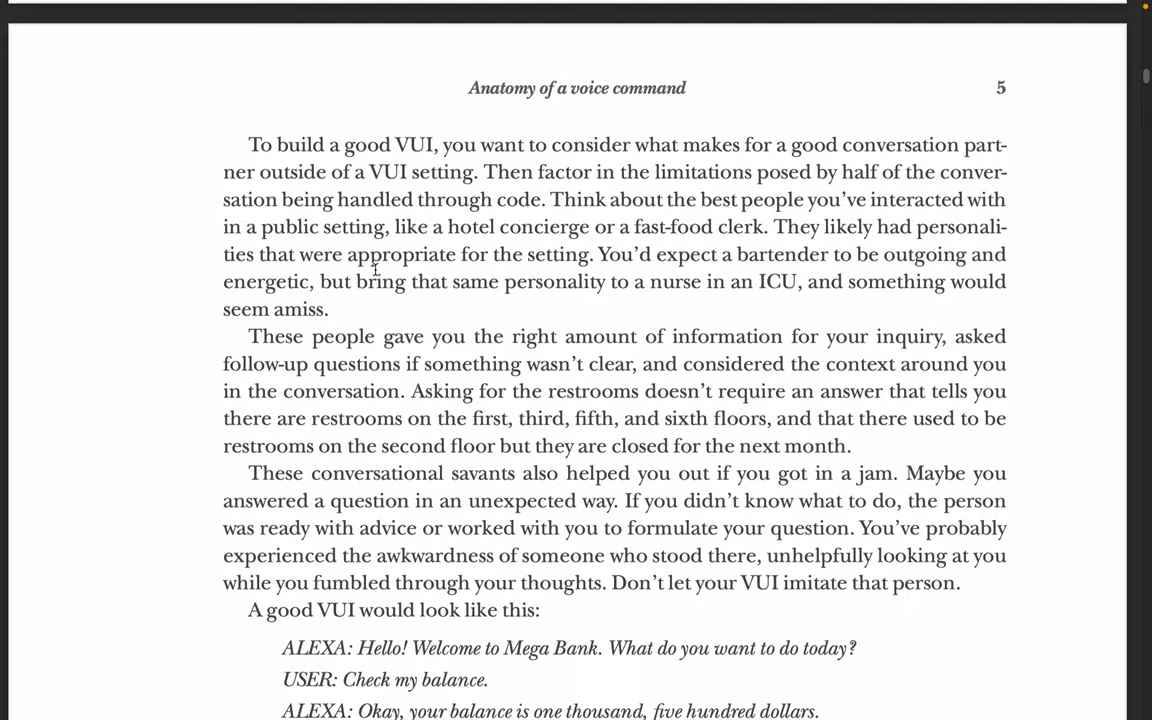 Anatomy of a voice command 5
To build a good VUI, you want to consider what makes for a good conversation part-
ner outside of a VUI setting. Then factor in the limitations posed by half of the conver-
sation being handled through code. Think about the best people you’ve interacted with
in a public setting, like a hotel concierge or a fast-food clerk. They likely had personali-
ties that were appropriate for the setting. You’d expect a bartender to be outgoing and
energetic, but bring that same personality to a nurse in an ICU, and something would
seem amiss.
These people gave you the right amount of information for your inquiry, asked
follow-up questions if something wasn’t clear, and considered the context around you
in the conversation. Asking for the restrooms doesn’t require an answer that tells you
there are restrooms on the first, third, fifth, and sixth floors, and that there used to be
restrooms on the second floor but they are closed for the next month.
These conversational savants also helped you out if you got in a jam. Maybe you
answered a question in an unexpected way. If you didn’t know what to do, the person
was ready with advice or worked with you to formulate your question. You’ve probably
experienced the awkwardness of someone who stood there, unhelpfully looking at you
while you fumbled through your thoughts. Don’t let your VUI imitate that person.
A good VUI would look like this:
ALEXA: Hello! Welcome to Mega Bank. What do you want to do today?
USER: Check my balance.
ALEXA: Okay, your balance is one thousand, five hundred dollars.